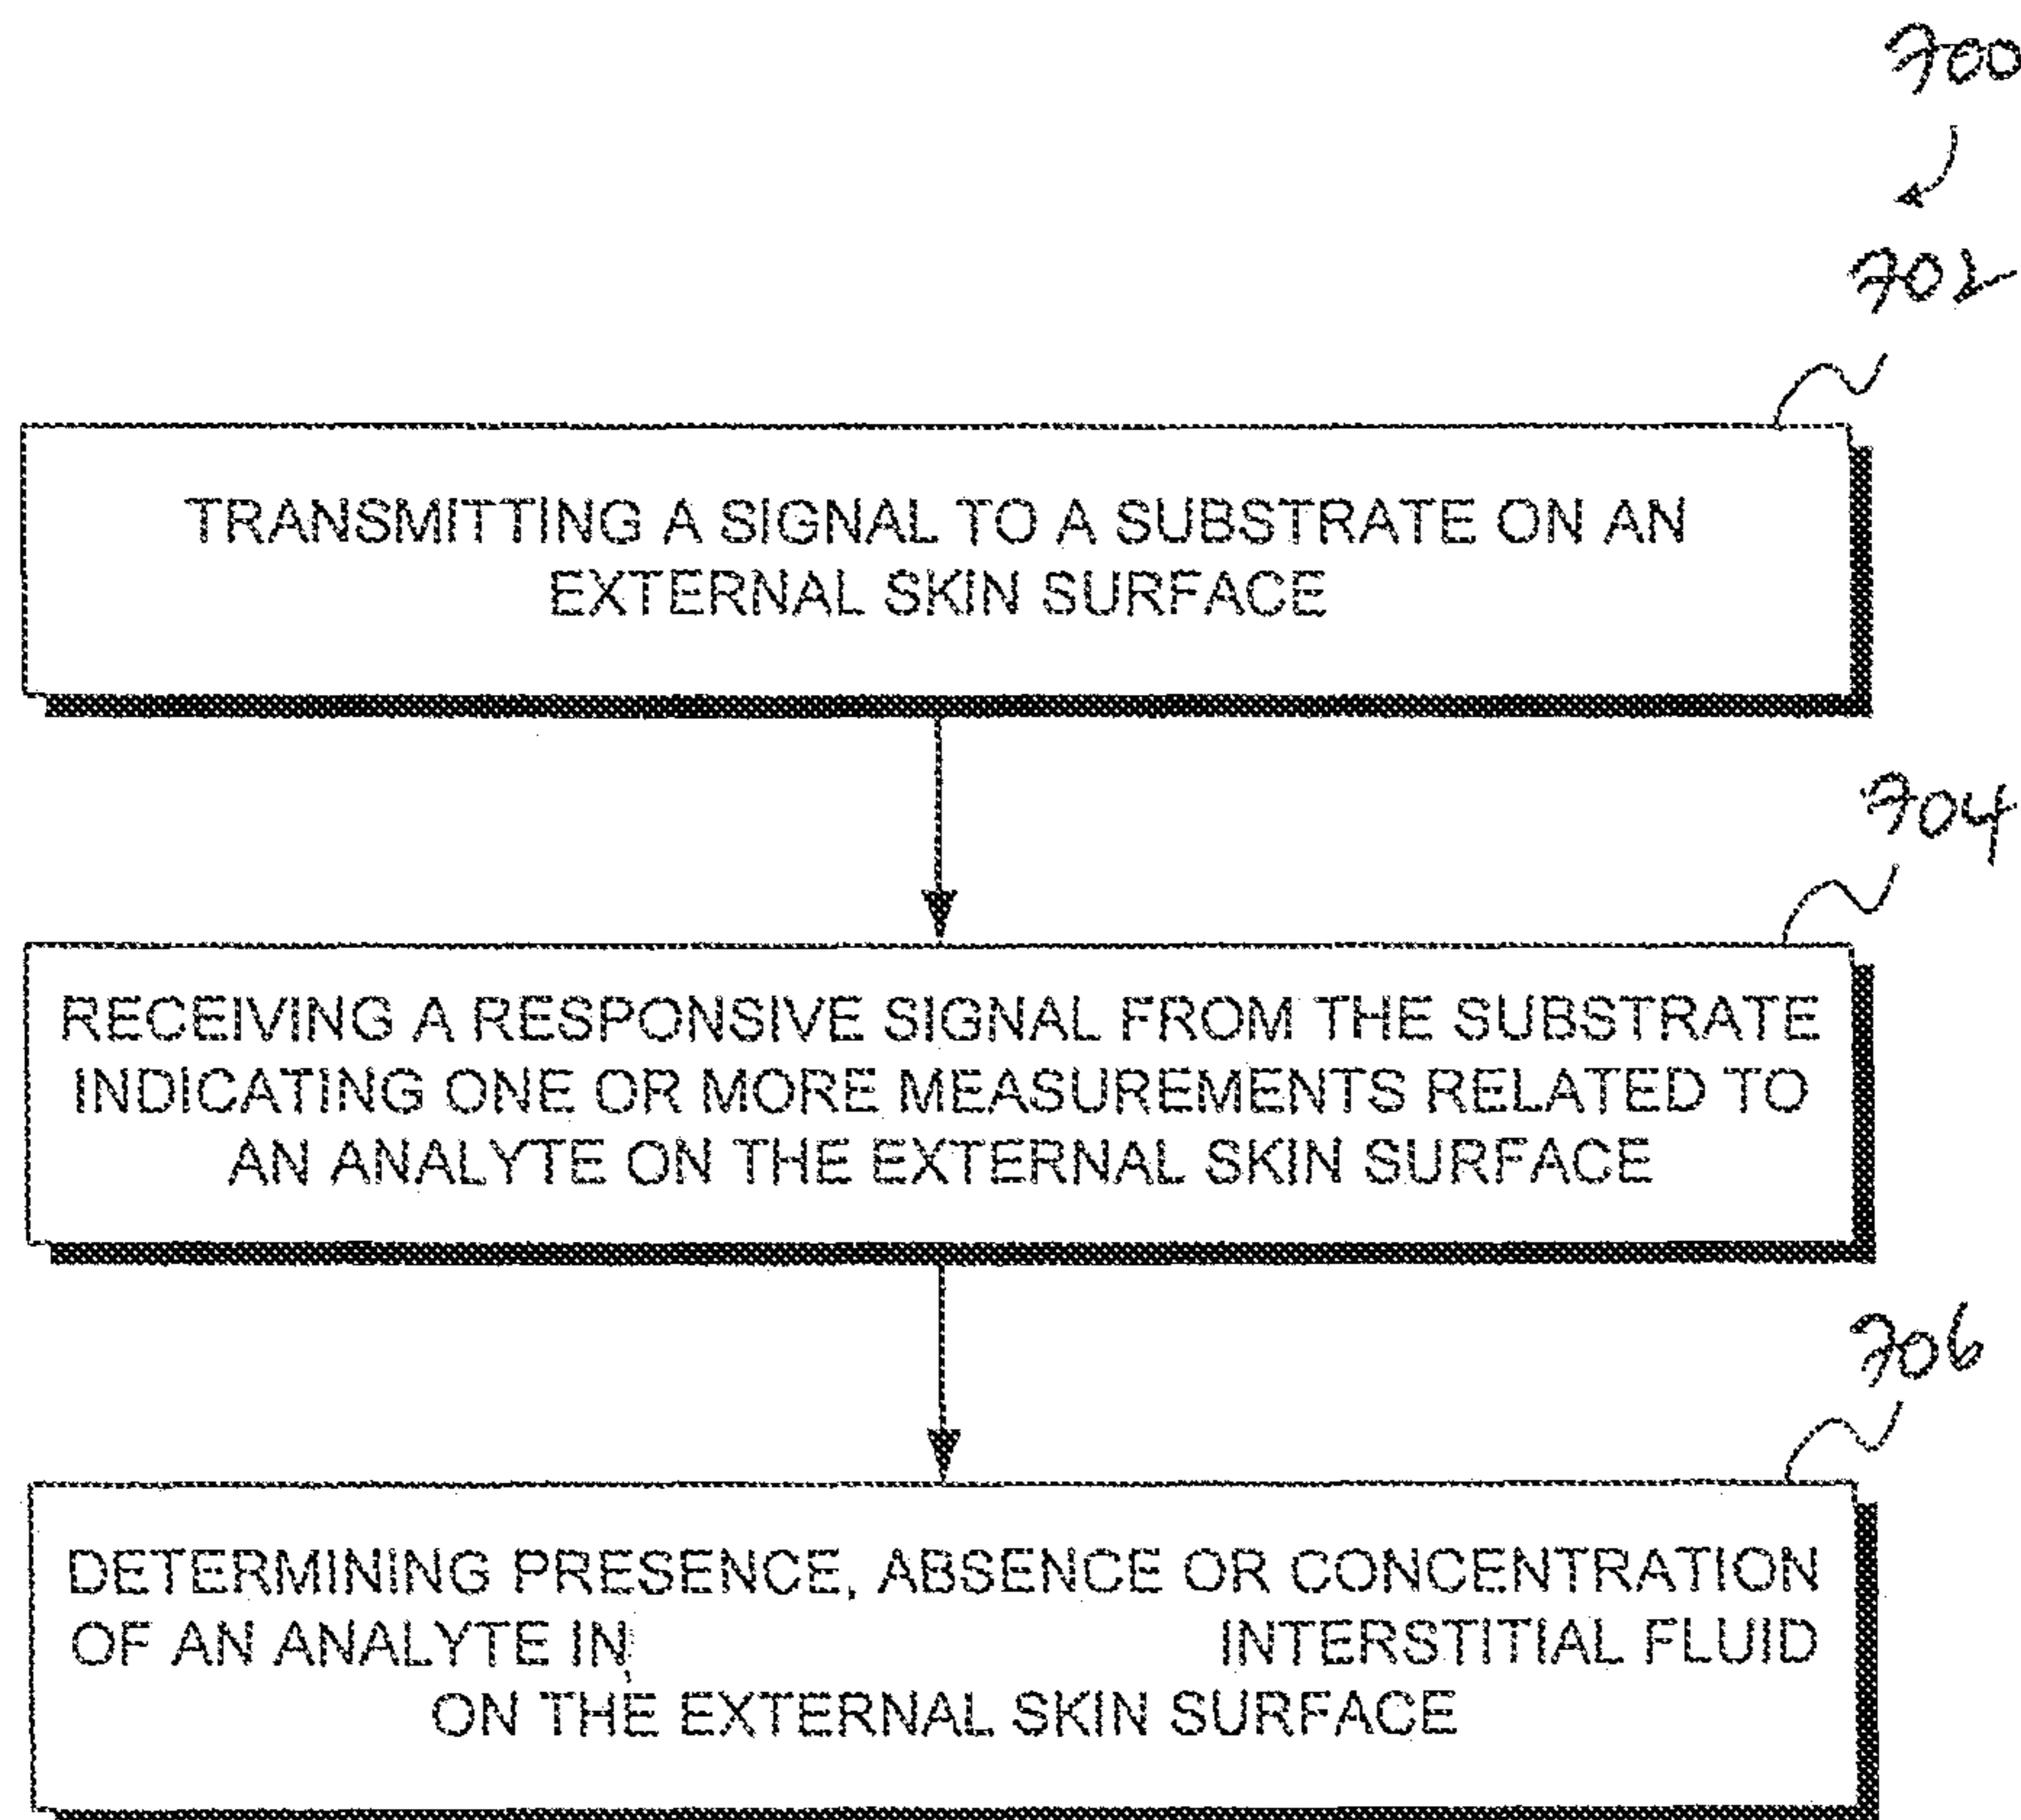 700
702
TRANSMITTING A SIGNAL TO A SUBSTRATE ON AN
EXTERNAL SKIN SURFACE
704
RECEIVING A RESPONSIVE SIGNAL FROM THE SUBSTRATE
INDICATING ONE OR MORE MEASUREMENTS RELATED TO
AN ANALYTE ON THE EXTERNAL SKIN SURFACE
706
DETERMINING PRESENCE, ABSENCE OR CONCENTRATION
OF AN ANALYTE IN INTERSTITIAL FLUID
ON THE EXTERNAL SKIN SURFACE